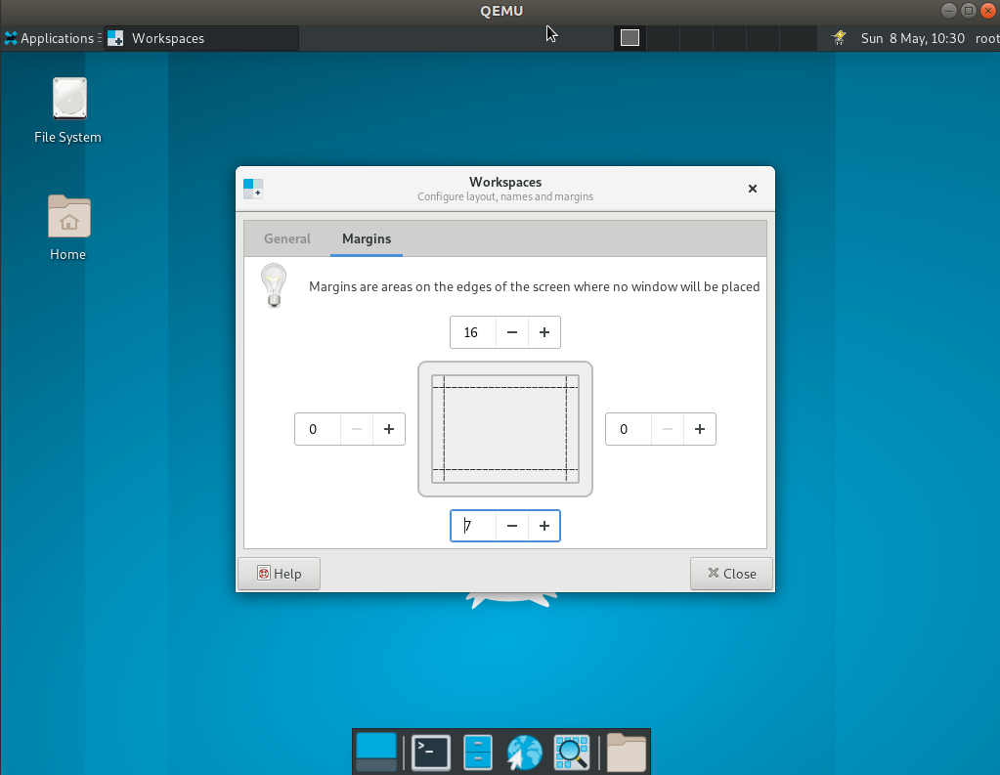 QEMU
Applications
Workspaces
Sun 8 May, 10:30
root
File System
Home
Workspaces
Configure layout, names and margins
General
Margins
Margins are areas on the edges of the screen where no window will be placed
16
0
0
7
Help
Close